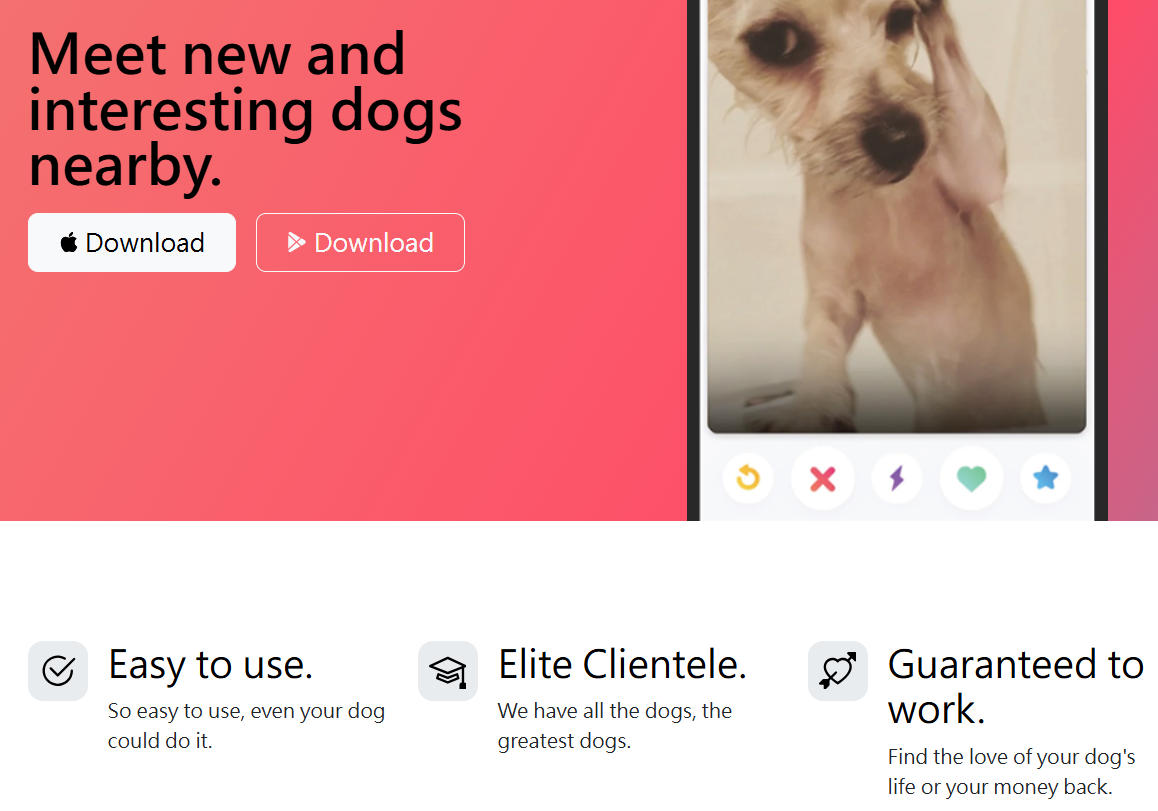 Meet new and
interesting dogs
nearby.
Download
Download
Easy to use.
So easy to use, even your dog
could do it.
Elite Clientele.
We have all the dogs, the
greatest dogs.
Guaranteed to
work.
Find the love of your dog's
life or your money back.